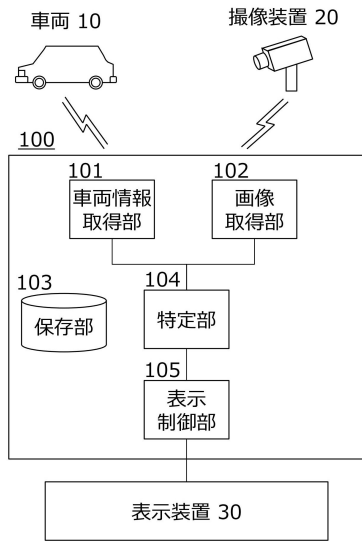 車両 10
撮像装置 20
100
101
102
車両情報
取得部
画像
取得部
103
104
保存部
特定部
105
表示
制御部
表示装置 30